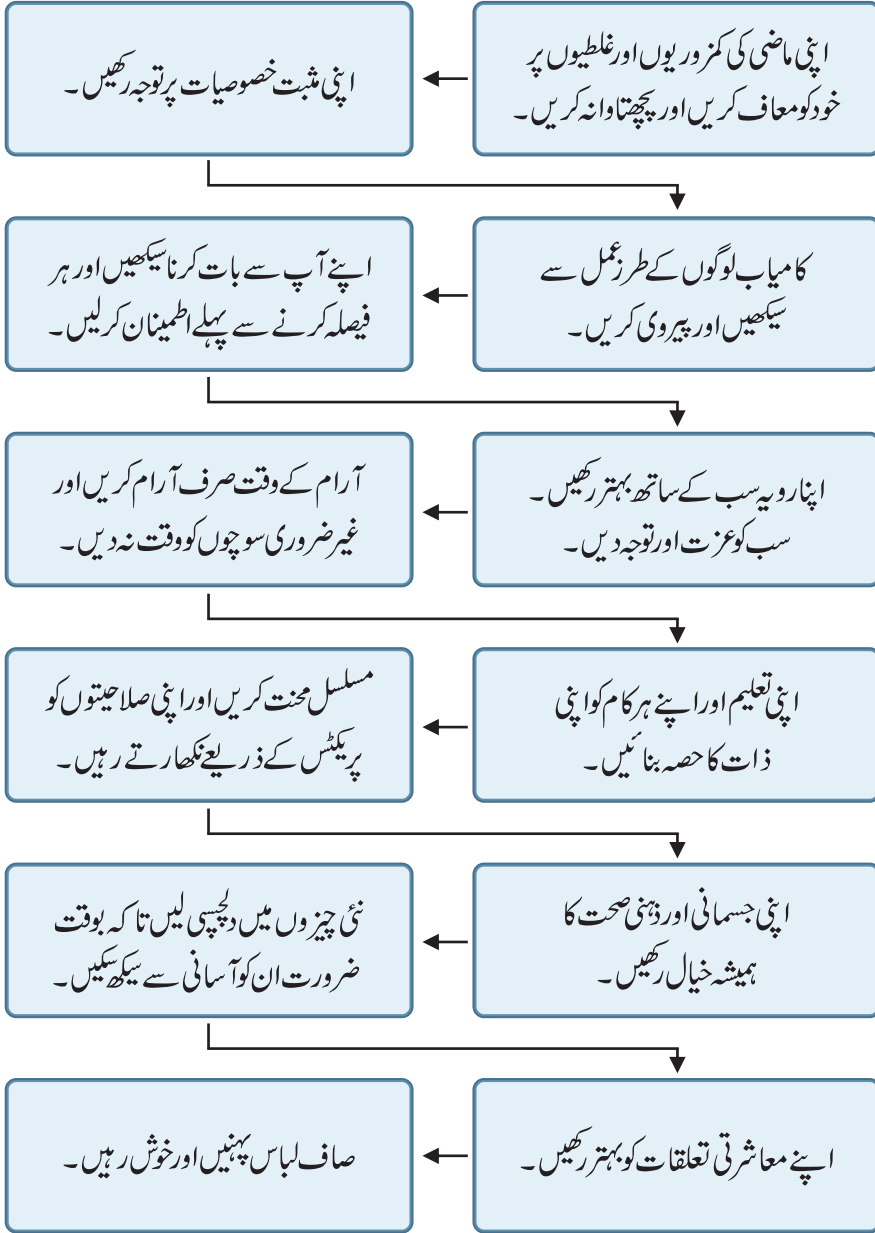 اپنی ماضی کی کمزوریوں اور غلطیوں پر
خود کو معاف کریں اور پچھتاوا نہ کریں۔
اپنی مثبت خصوصیات پر توجہ رکھیں۔
کامیاب لوگوں کے طرزِ عمل سے
سیکھیں اور پیروی کریں۔
اپنے آپ سے بات کرنا سیکھیں اور ہر
فیصلہ کرنے سے پہلے اطمینان کر لیں۔
اپنا رویہ سب کے ساتھ بہتر رکھیں۔
سب کو عزت اور توجہ دیں۔
آرام کے وقت صرف آرام کریں اور
غیر ضروری سوچوں کو وقت نہ دیں۔
اپنی تعلیم اور اپنے ہر کام کو اپنی
ذات کا حصہ بنائیں۔
مسلسل محنت کریں اور اپنی صلاحیتوں کو
پریکٹس کے ذریعے نکھارتے رہیں۔
اپنی جسمانی اور ذہنی صحت کا
ہمیشہ خیال رکھیں۔
نئی چیزوں میں دلچسپی لیں تاکہ بوقت
ضرورت ان کو آسانی سے سیکھ سکیں۔
اپنے معاشرتی تعلقات کو بہتر رکھیں۔
صاف لباس پہنیں اور خوش رہیں۔